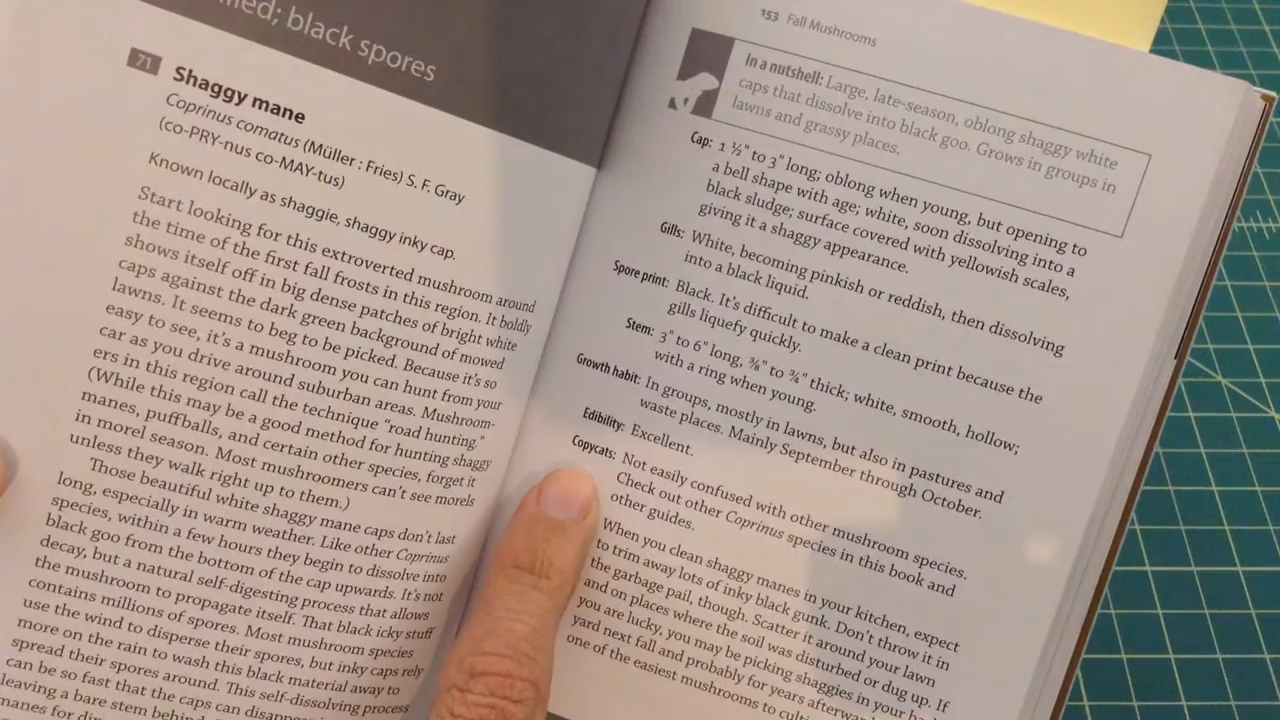 lled; black spores
71
Shaggy mane
Coprinus comatus (Müller : Fries) S. F. Gray
(co-PRY-nus co-MAY-tus)
Known locally as shaggie, shaggy inky cap.
Start looking for this extroverted mushroom around
the time of the first fall frosts in this region. It boldly
shows itself off in big dense patches of bright white
caps against the dark green background of mowed
lawns. It seems to beg to be picked. Because it's so
easy to see, it's a mushroom you can hunt from your
car as you drive around suburban areas. Mushroom-
ers in this region call the technique "road hunting."
(While this may be a good method for hunting shaggy
manes, puffballs, and certain other species, forget it
in morel season. Most mushroomers can't see morels
unless they walk right up to them.)
Those beautiful white shaggy mane caps don't last
long, especially in warm weather. Like other Coprinus
species, within a few hours they begin to dissolve into
black goo from the bottom of the cap upwards. It's not
decay, but a natural self-digesting process that allows
the mushroom to propagate itself. That black icky stuff
contains millions of spores. Most mushroom species
use the wind to disperse their spores, but inky caps rely
more on the rain to wash this black material away to
spread their spores around. This self-dissolving process
can be so fast that the caps can disappear,
leaving a bare stem behind.
manes for
153 Fall Mushrooms
In a nutshell: Large, late-season, oblong shaggy white
caps that dissolve into black goo. Grows in groups in
lawns and grassy places.
Cap: 1 ½" to 3" long; oblong when young, but opening to
a bell shape with age; white, soon dissolving into a
black sludge; surface covered with yellowish scales,
giving it a shaggy appearance.
Gills: White, becoming pinkish or reddish, then dissolving
into a black liquid.
Spore print: Black. It's difficult to make a clean print because the
gills liquefy quickly.
Stem: 3" to 6" long, ⅜" to ¾" thick; white, smooth, hollow;
with a ring when young.
Growth habit: In groups, mostly in lawns, but also in pastures and
waste places. Mainly September through October.
Edibility: Excellent.
Copycats: Not easily confused with other mushroom species.
Check out other Coprinus species in this book and
other guides.
When you clean shaggy manes in your kitchen, expect
to trim away lots of inky black gunk. Don't throw it in
the garbage pail, though. Scatter it around your lawn
and on places where the soil was disturbed or dug up. If
you are lucky, you may be picking shaggies in your
yard next fall and probably for years afterward
one of the easiest mushrooms to